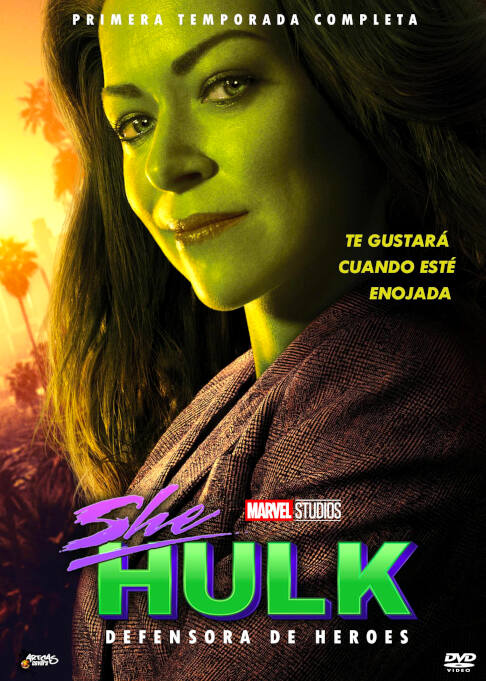 PRIMERA TEMPORADA COMPLETA
TE GUSTARÁ
CUANDO ESTÉ
ENOJADA
MARVEL STUDIOS
She
HULK
DEFENSORA DE HEROES
DVD
VIDEO